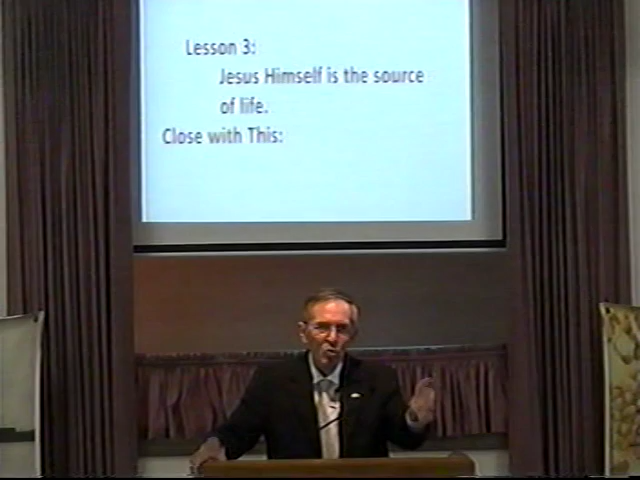 Lesson 3:
Jesus Himself is the source
of life.
Close with This: